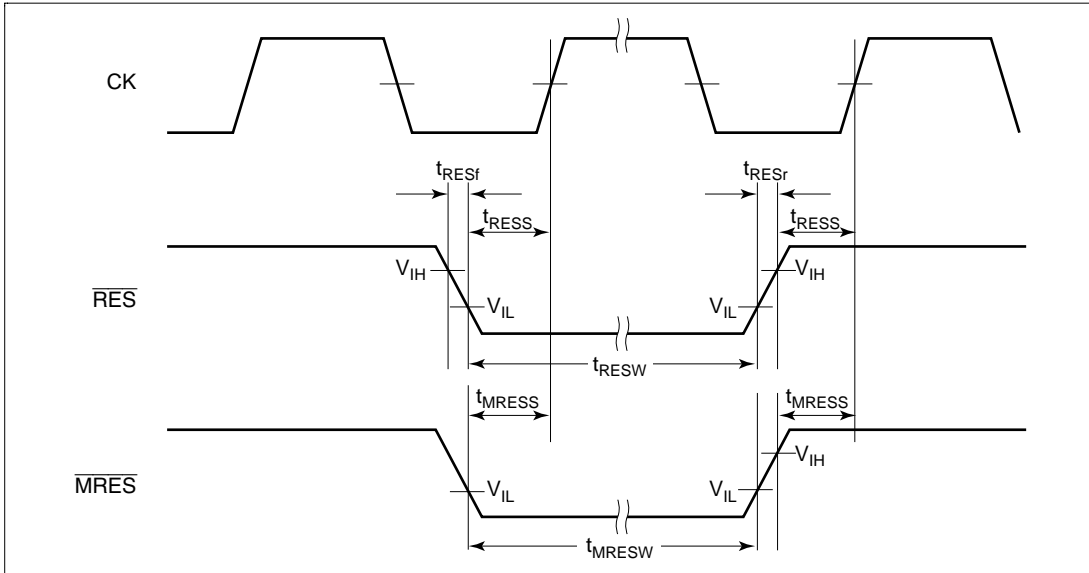 CK
tRESf
tRESr
tRESS
tRESS
VIH
VIH
RES
VIL
VIL
tRESW
tMRESS
tMRESS
VIH
MRES
VIL
VIL
tMRESW